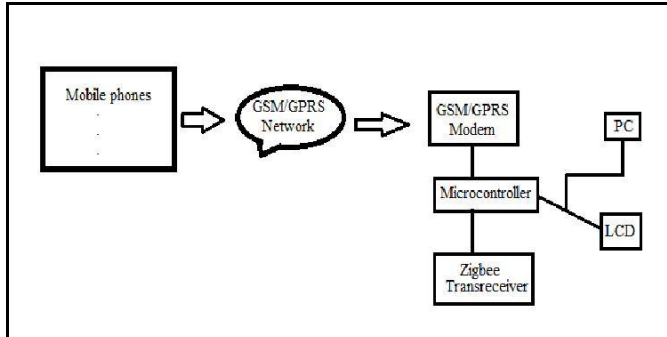 Mobile phones
.
.
.
GSM/GPRS
Network
GSM/GPRS
Modem
PC
Microcontroller
LCD
Zigbee
Transreceiver